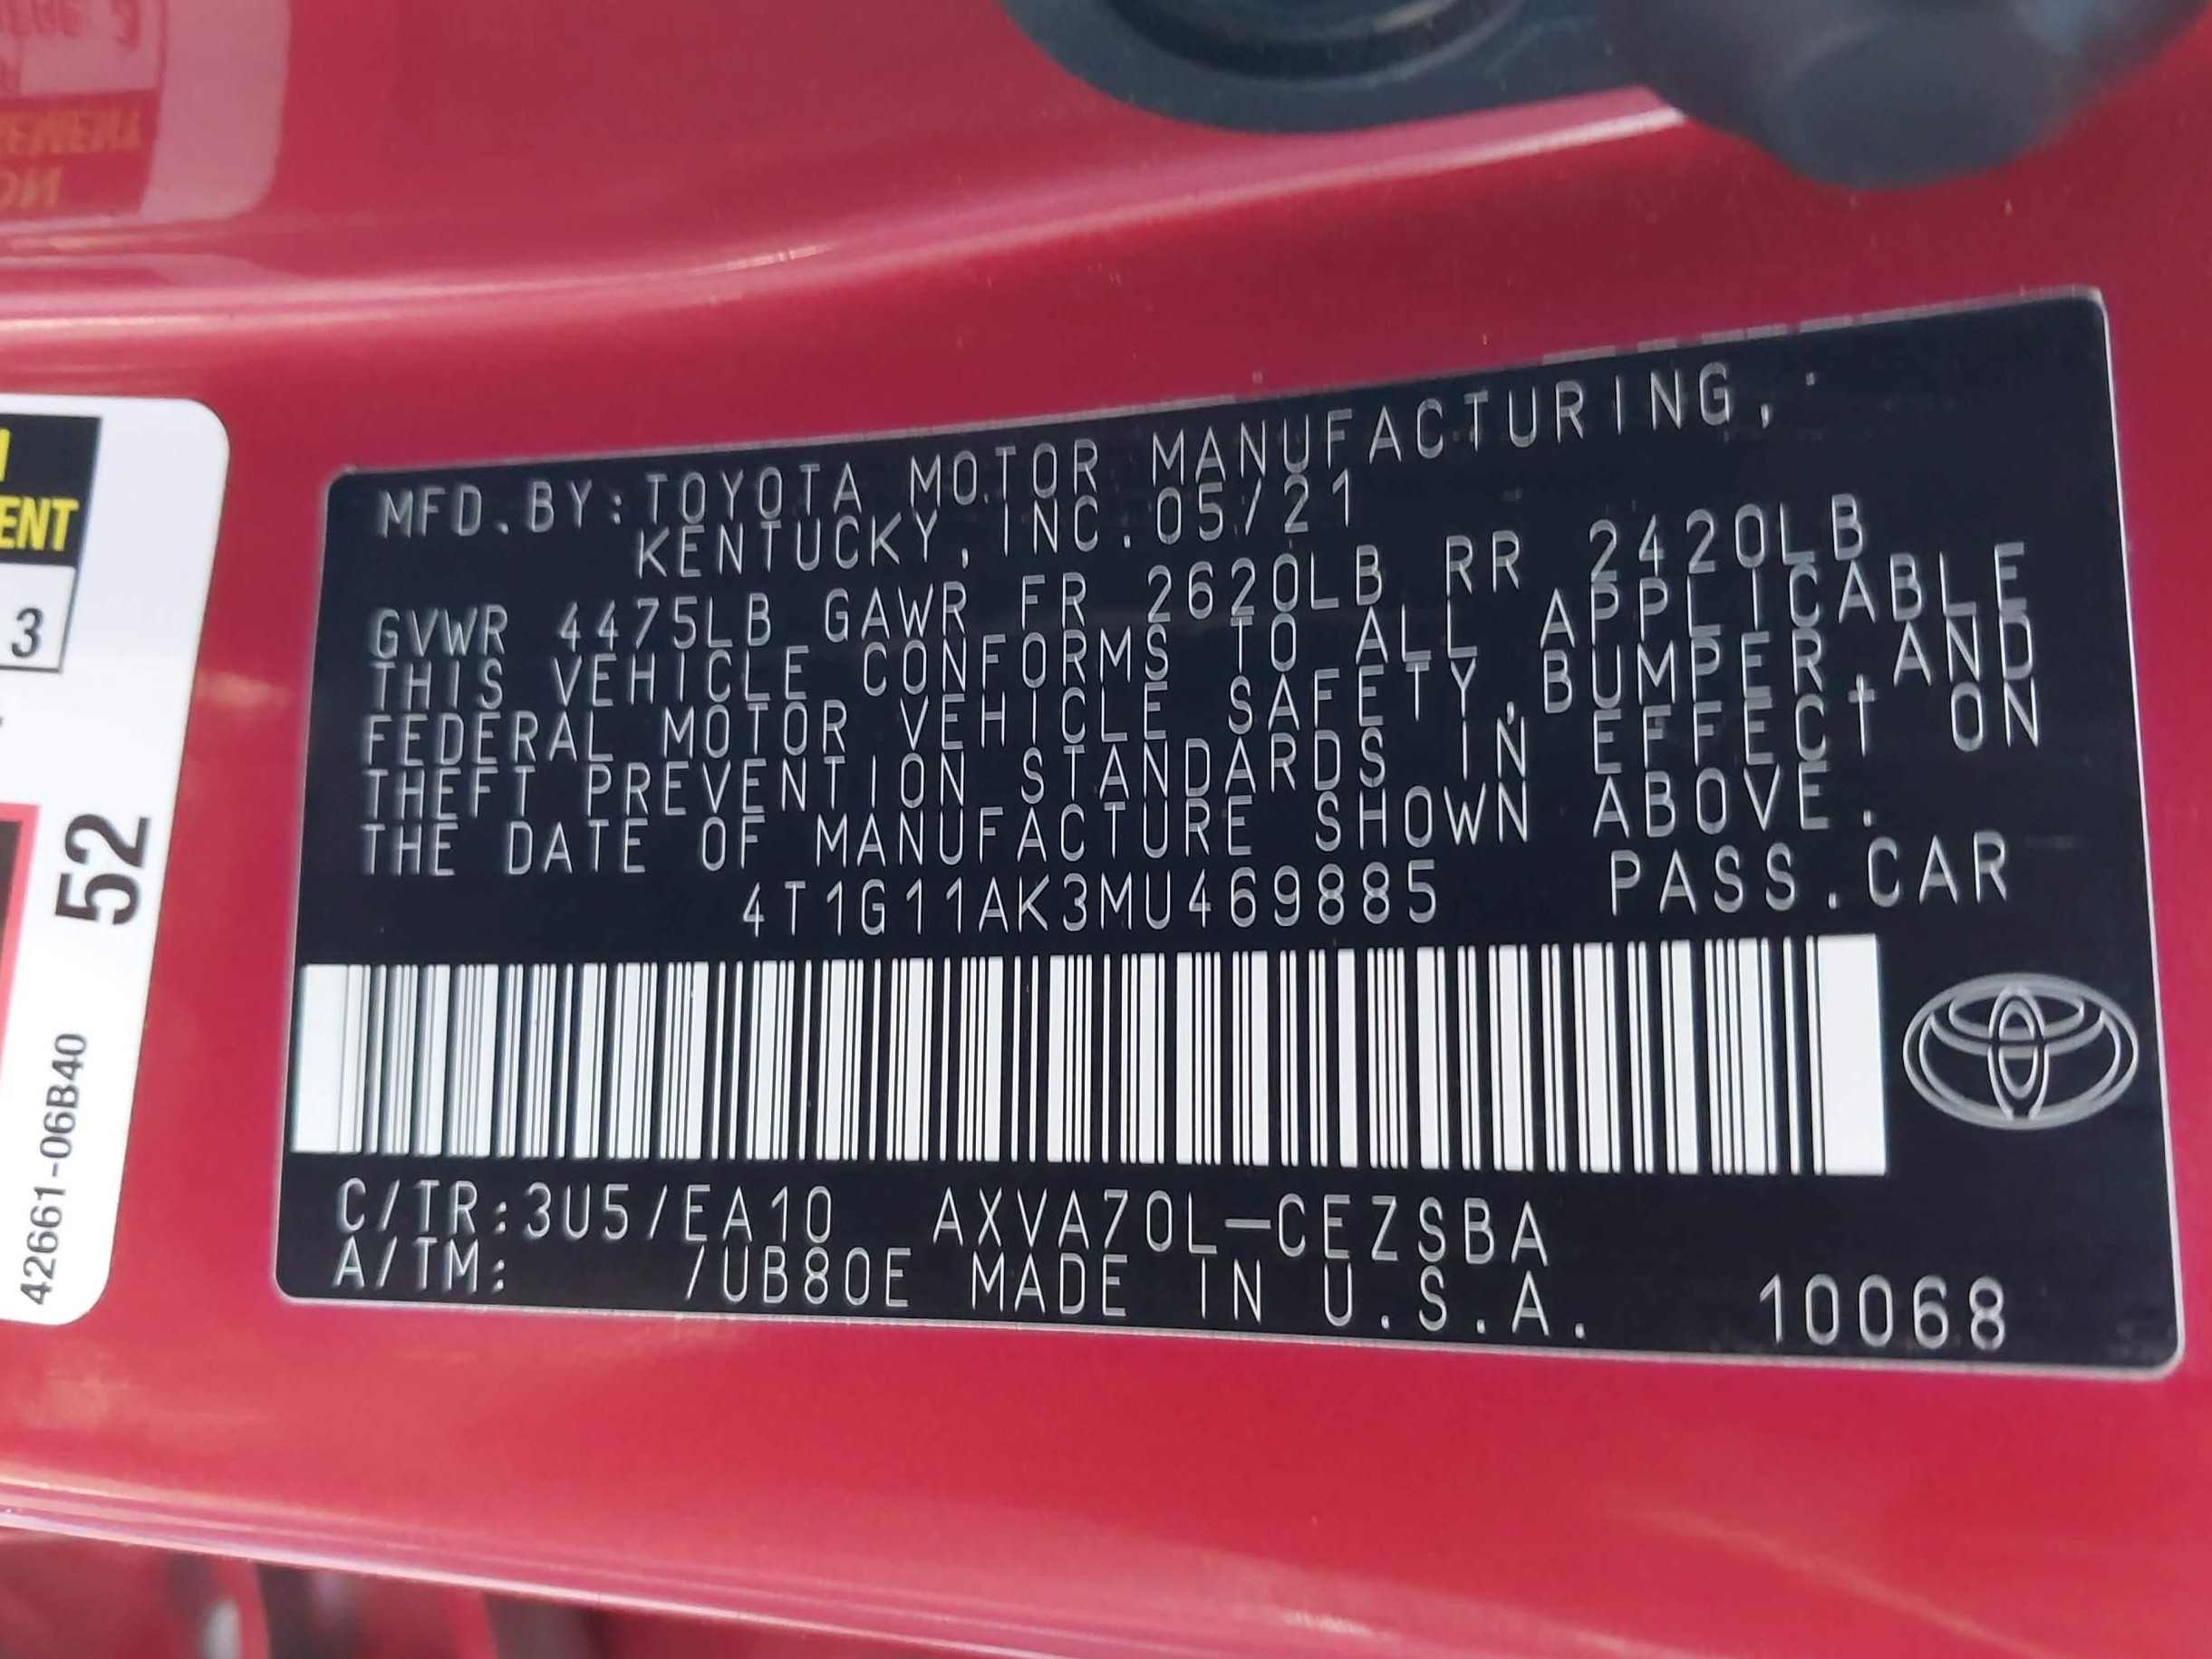 MFD.BY:TOYOTA MOTOR MANUFACTURING,
KENTUCKY, INC.05/21
GVWR 4475LB GAWR FR 2620LB RR 2420LB
THIS VEHICLE CONFORMS TO ALL APPLICABLE
FEDERAL MOTOR VEHICLE SAFETY,BUMPER,AND
THEFT PREVENTION STANDARDS IN EFFECT ON
THE DATE OF MANUFACTURE SHOWN ABOVE.
4T1G11AK3MU469885 PASS.CAR
C/TR:3U5/EA10 AXVA70L-CEZSBA
A/TM: /UB80E MADE IN U.S.A. 10068
3
52
42661-06B40